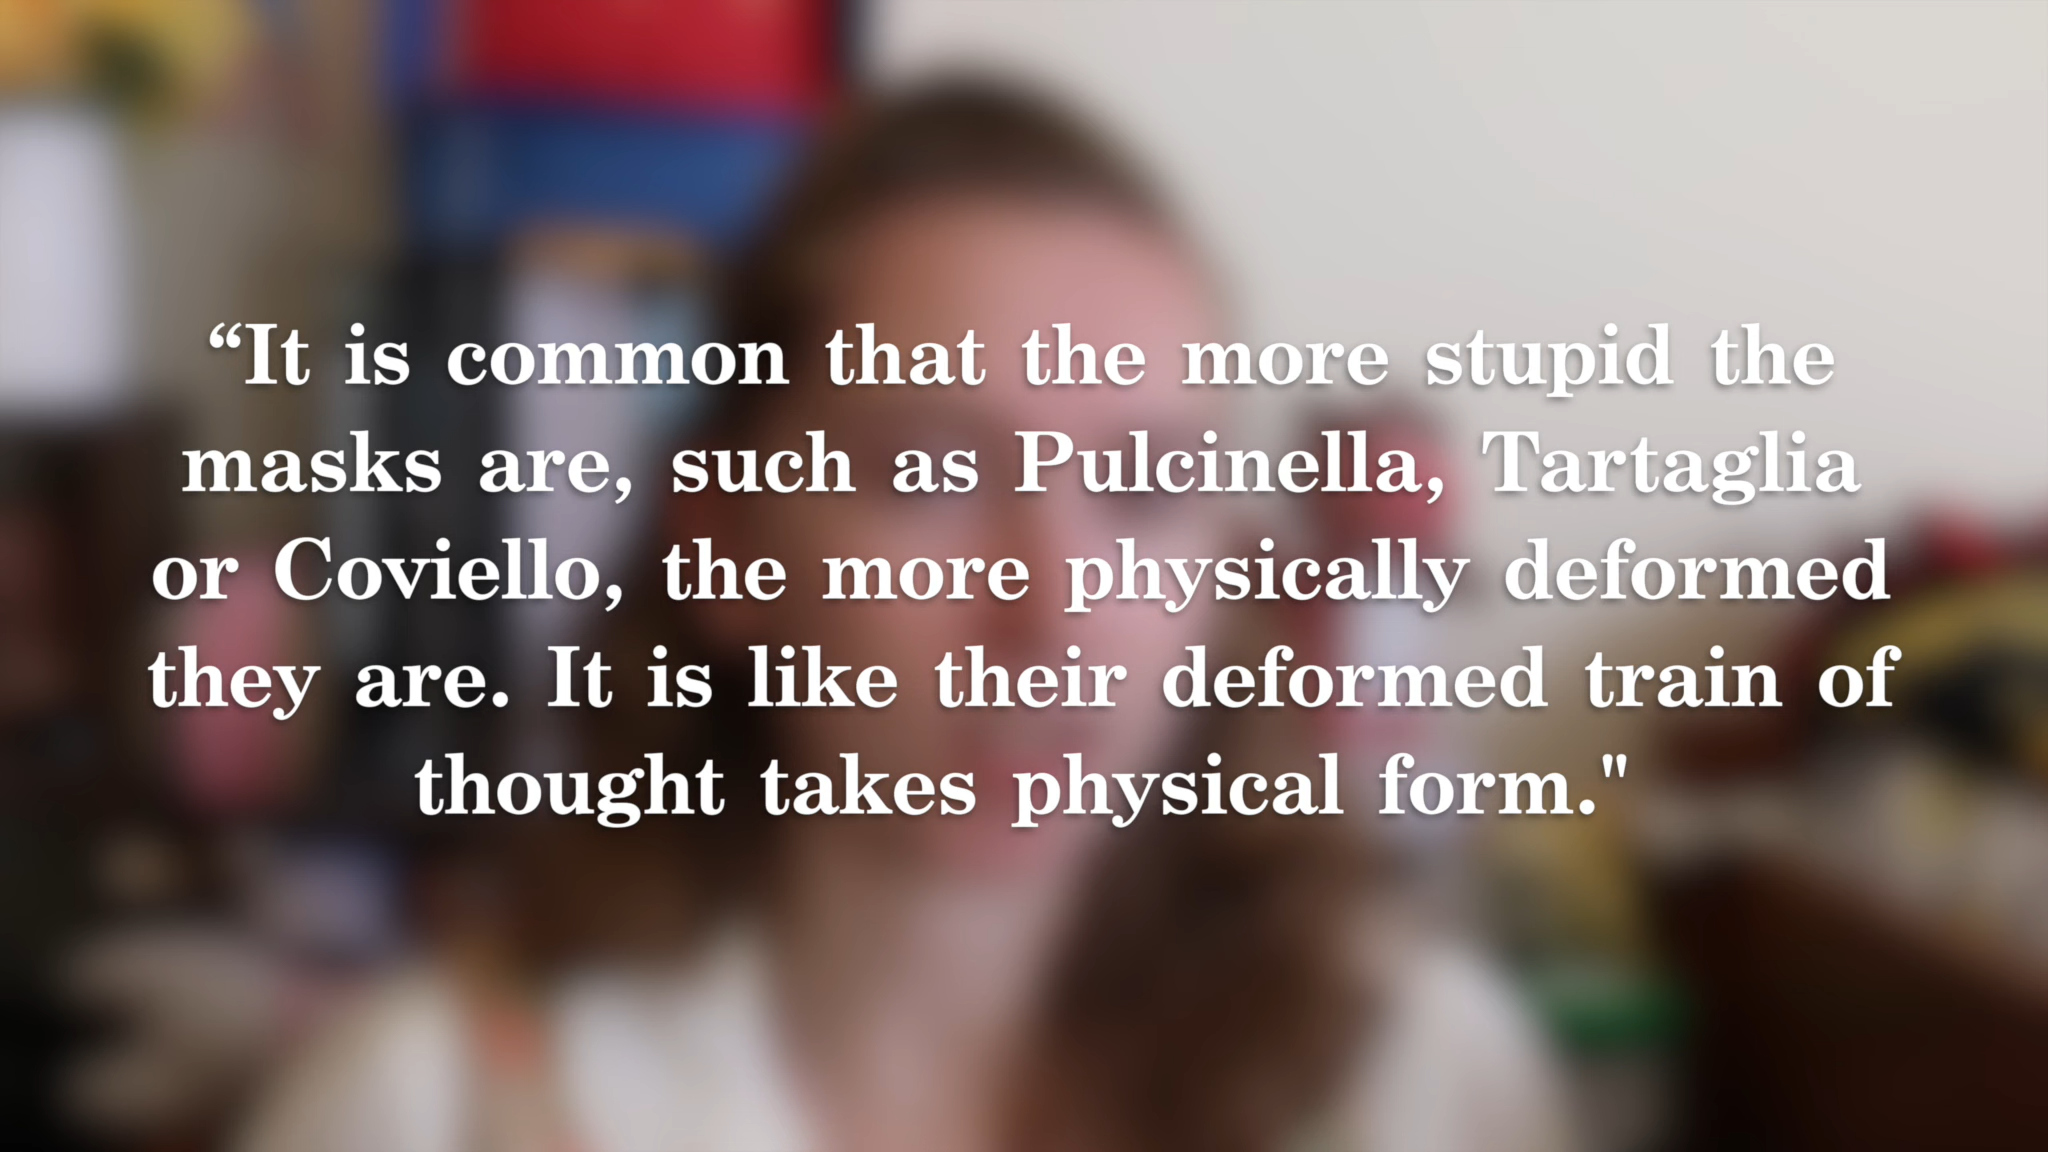 “It is common that the more stupid the
masks are, such as Pulcinella, Tartaglia
or Coviello, the more physically deformed
they are. It is like their deformed train of
thought takes physical form."